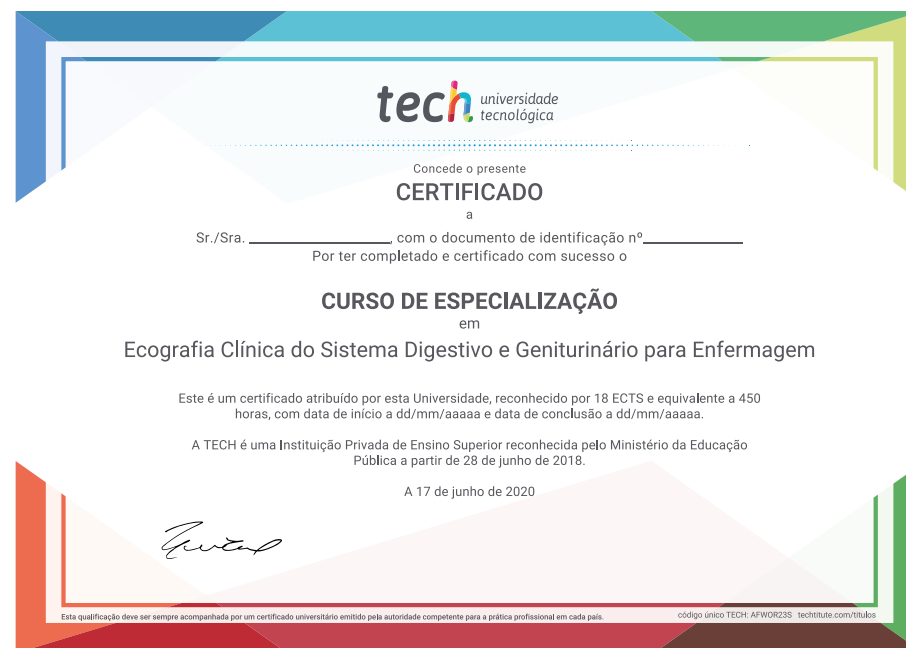 tech universidade
tecnológica
Concede o presente
CERTIFICADO
a
Sr./Sra. ____________________, com o documento de identificação nº______________
Por ter completado e certificado com sucesso o
CURSO DE ESPECIALIZAÇÃO
em
Ecografia Clínica do Sistema Digestivo e Geniturinário para Enfermagem
Este é um certificado atribuído por esta Universidade, reconhecido por 18 ECTS e equivalente a 450
horas, com data de início a dd/mm/aaaaa e data de conclusão a dd/mm/aaaaa.
A TECH é uma Instituição Privada de Ensino Superior reconhecida pelo Ministério da Educação
Pública a partir de 28 de junho de 2018.
A 17 de junho de 2020
Esta qualificação deve ser sempre acompanhada por um certificado universitário emitido pela autoridade competente para a prática profissional em cada país.
código único TECH: AFWOR23S techtitute.com/titulos